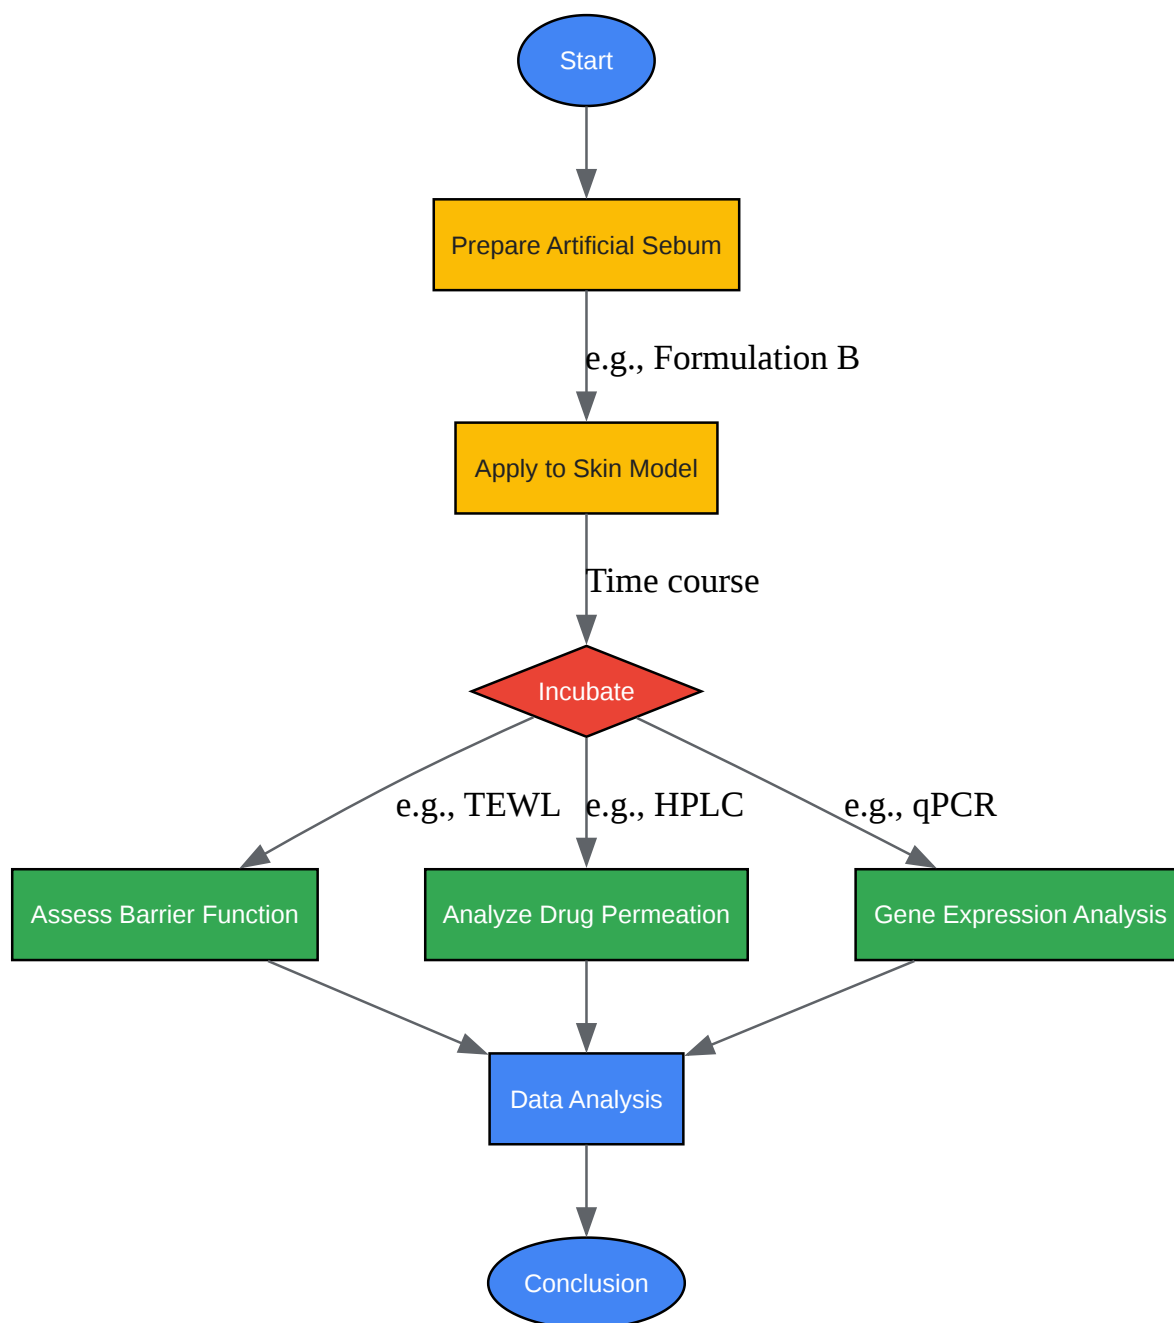 Start
Prepare Artificial Sebum
e.g., Formulation B
Apply to Skin Model
Time course
Incubate
e.g., TEWL
e.g., HPLC
e.g., qPCR
Assess Barrier Function
Analyze Drug Permeation
Gene Expression Analysis
Data Analysis
Conclusion